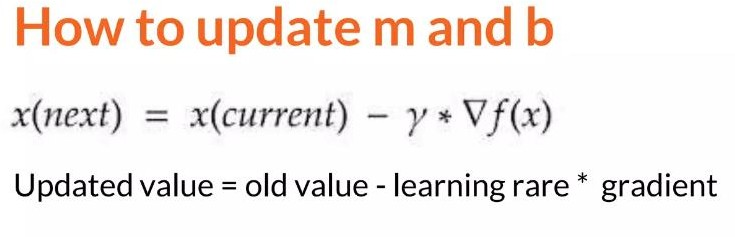 How to update m and b
x(next) = x(current) − γ * ∇f(x)
Updated value = old value - learning rare * gradient